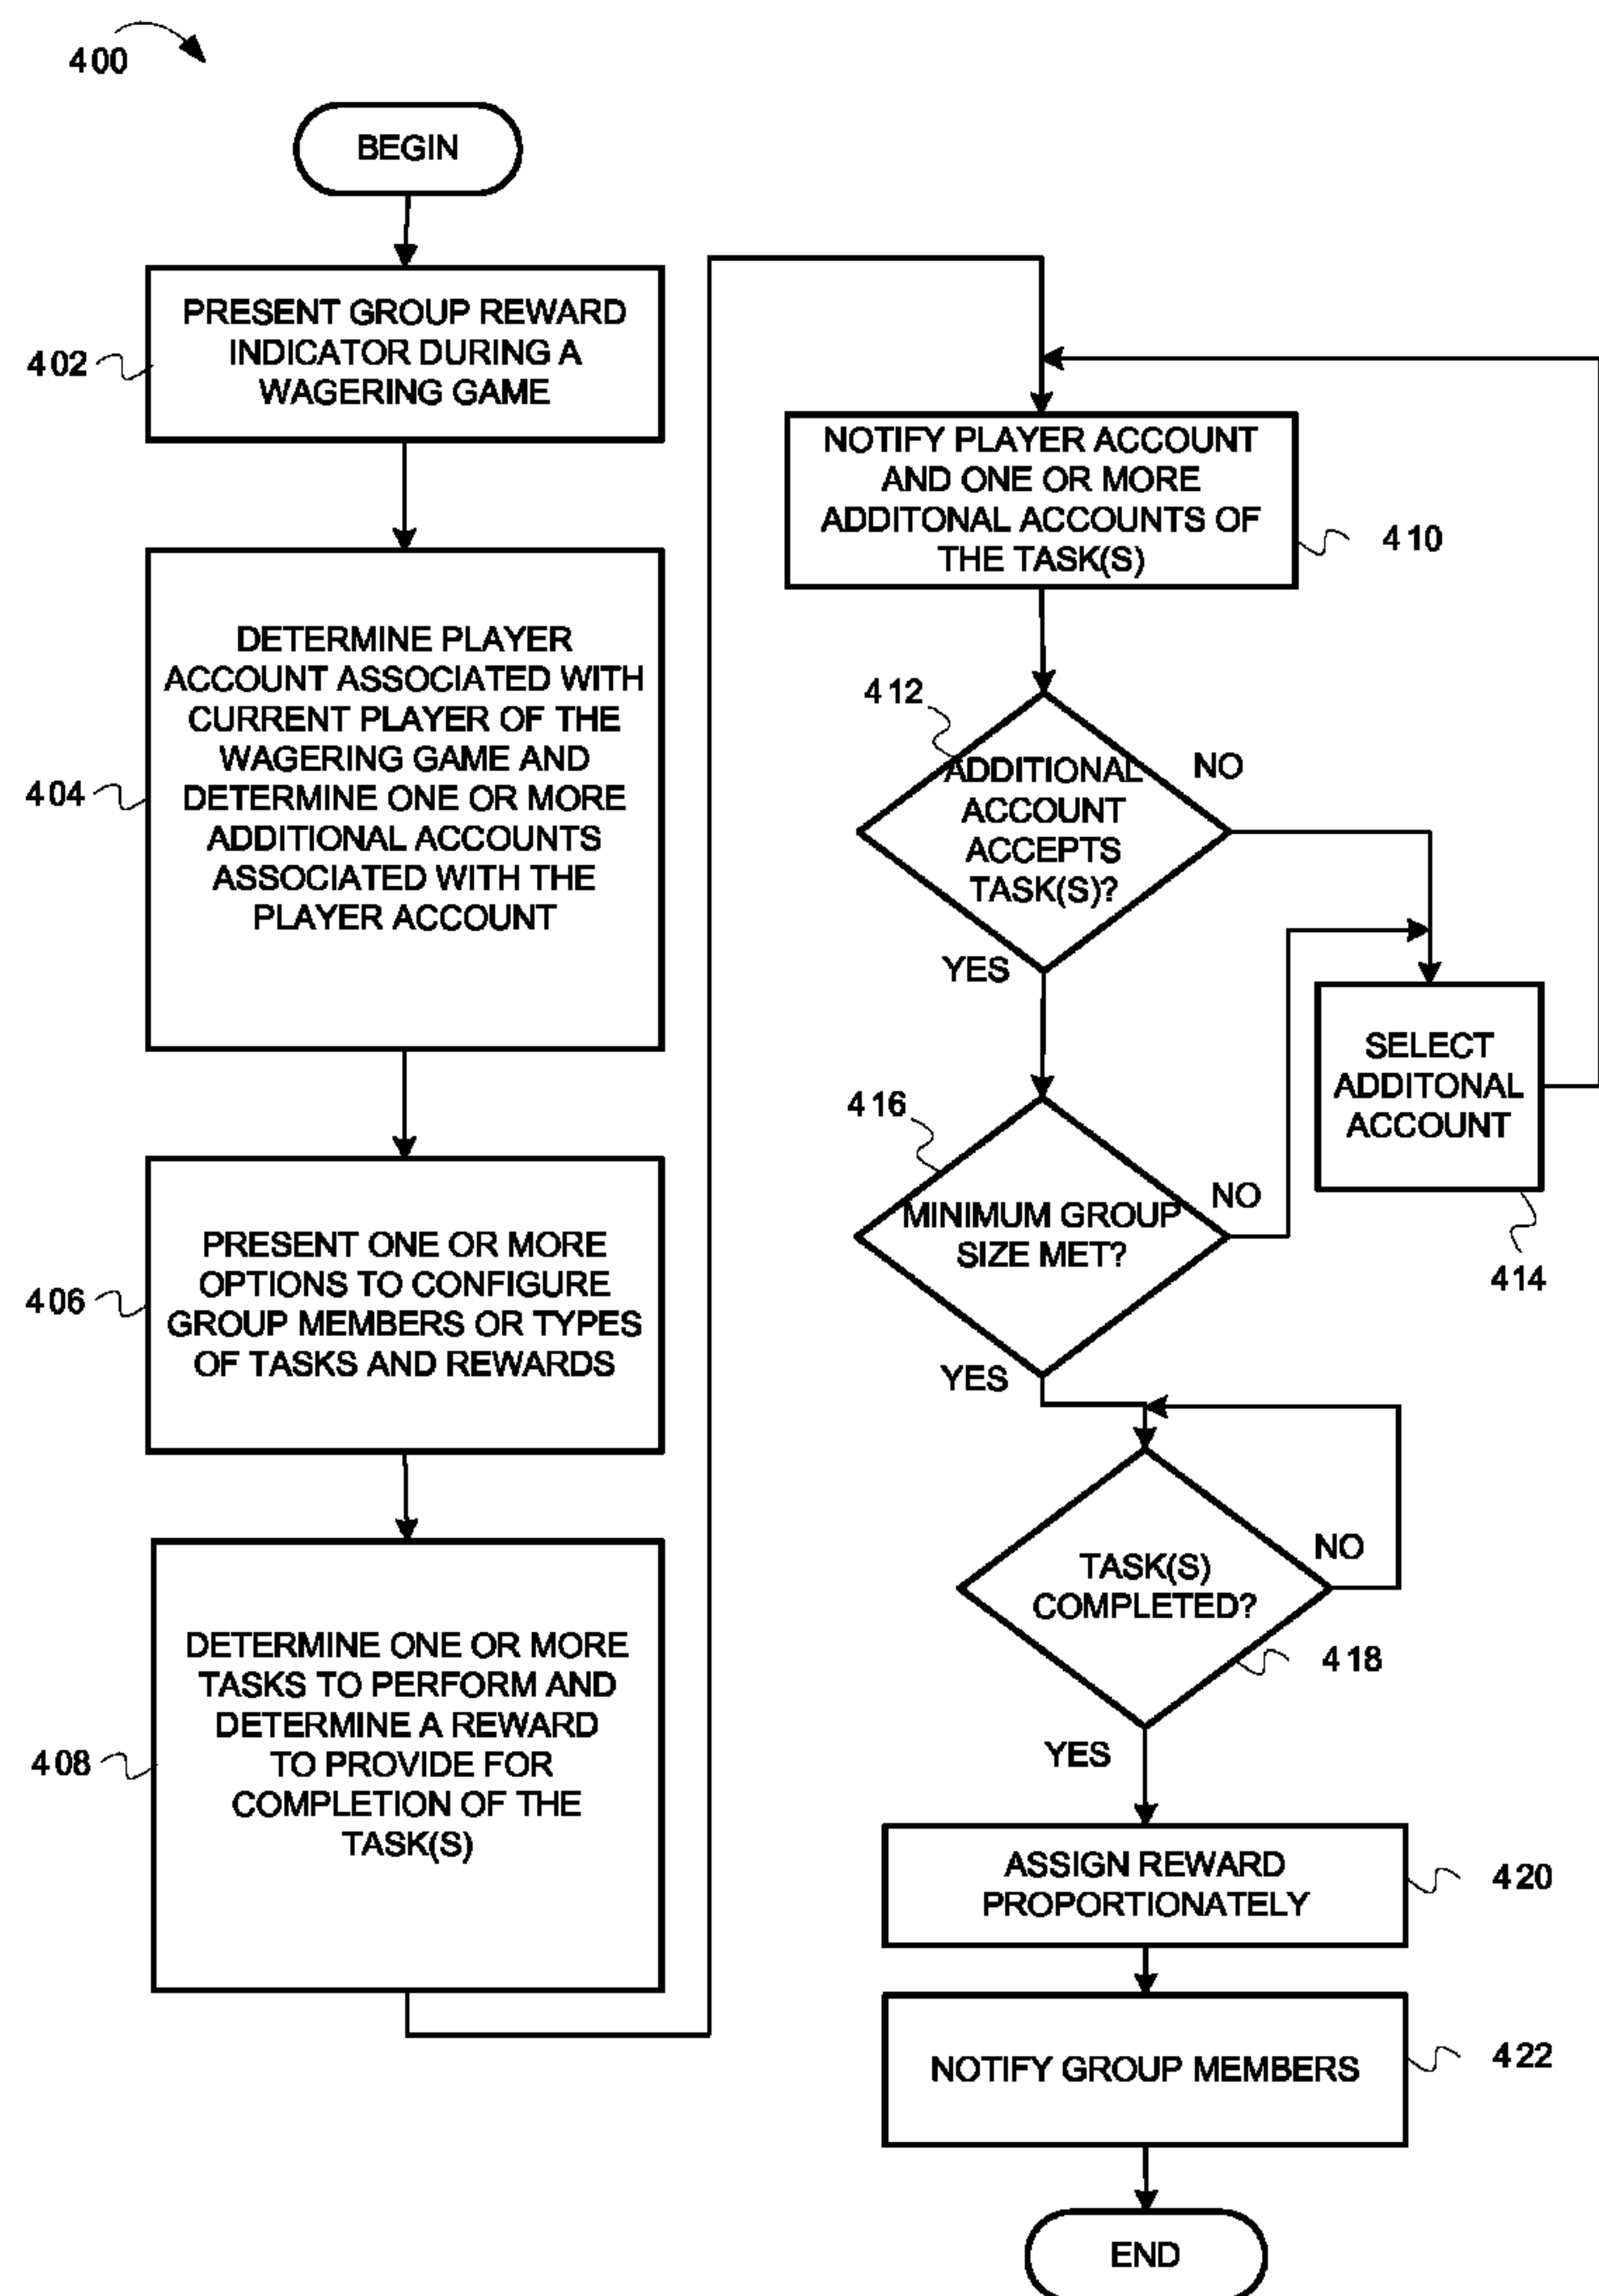 400
BEGIN
PRESENT GROUP REWARD
INDICATOR DURING A
WAGERING GAME
402
DETERMINE PLAYER
ACCOUNT ASSOCIATED WITH
CURRENT PLAYER OF THE
WAGERING GAME AND
DETERMINE ONE OR MORE
ADDITIONAL ACCOUNTS
ASSOCIATED WITH THE
PLAYER ACCOUNT
404
PRESENT ONE OR MORE
OPTIONS TO CONFIGURE
GROUP MEMBERS OR TYPES
OF TASKS AND REWARDS
406
DETERMINE ONE OR MORE
TASKS TO PERFORM AND
DETERMINE A REWARD
TO PROVIDE FOR
COMPLETION OF THE
TASK(S)
408
NOTIFY PLAYER ACCOUNT
AND ONE OR MORE
ADDITONAL ACCOUNTS OF
THE TASK(S)
410
412
ADDITIONAL
ACCOUNT
ACCEPTS
TASK(S)?
NO
YES
SELECT
ADDITONAL
ACCOUNT
414
416
MINIMUM GROUP
SIZE MET?
NO
YES
TASK(S)
COMPLETED?
NO
418
YES
ASSIGN REWARD
PROPORTIONATELY
420
NOTIFY GROUP MEMBERS
422
END